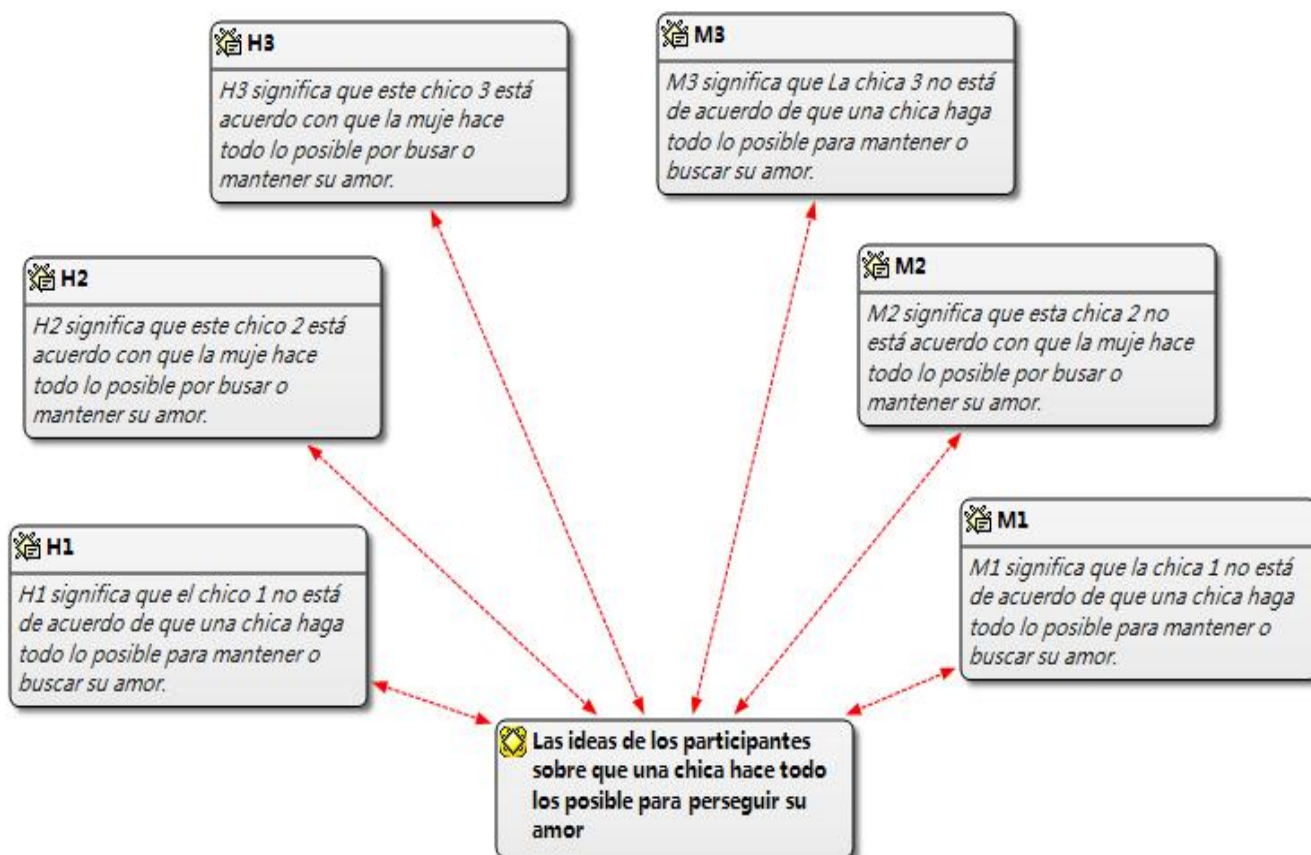 H3
H3 significa que este chico 3 está
acuerdo con que la muje hace
todo lo posible por busar o
mantener su amor.
M3
M3 significa que La chica 3 no está
de acuerdo de que una chica haga
todo lo posible para mantener o
buscar su amor.
H2
H2 significa que este chico 2 está
acuerdo con que la muje hace
todo lo posible por busar o
mantener su amor.
M2
M2 significa que esta chica 2 no
está acuerdo con que la muje hace
todo lo posible por busar o
mantener su amor.
H1
H1 significa que el chico 1 no está
de acuerdo de que una chica haga
todo lo posible para mantener o
buscar su amor.
M1
M1 significa que la chica 1 no está
de acuerdo de que una chica haga
todo lo posible para mantener o
buscar su amor.
Las ideas de los participantes
sobre que una chica hace todo
los posible para perseguir su
amor